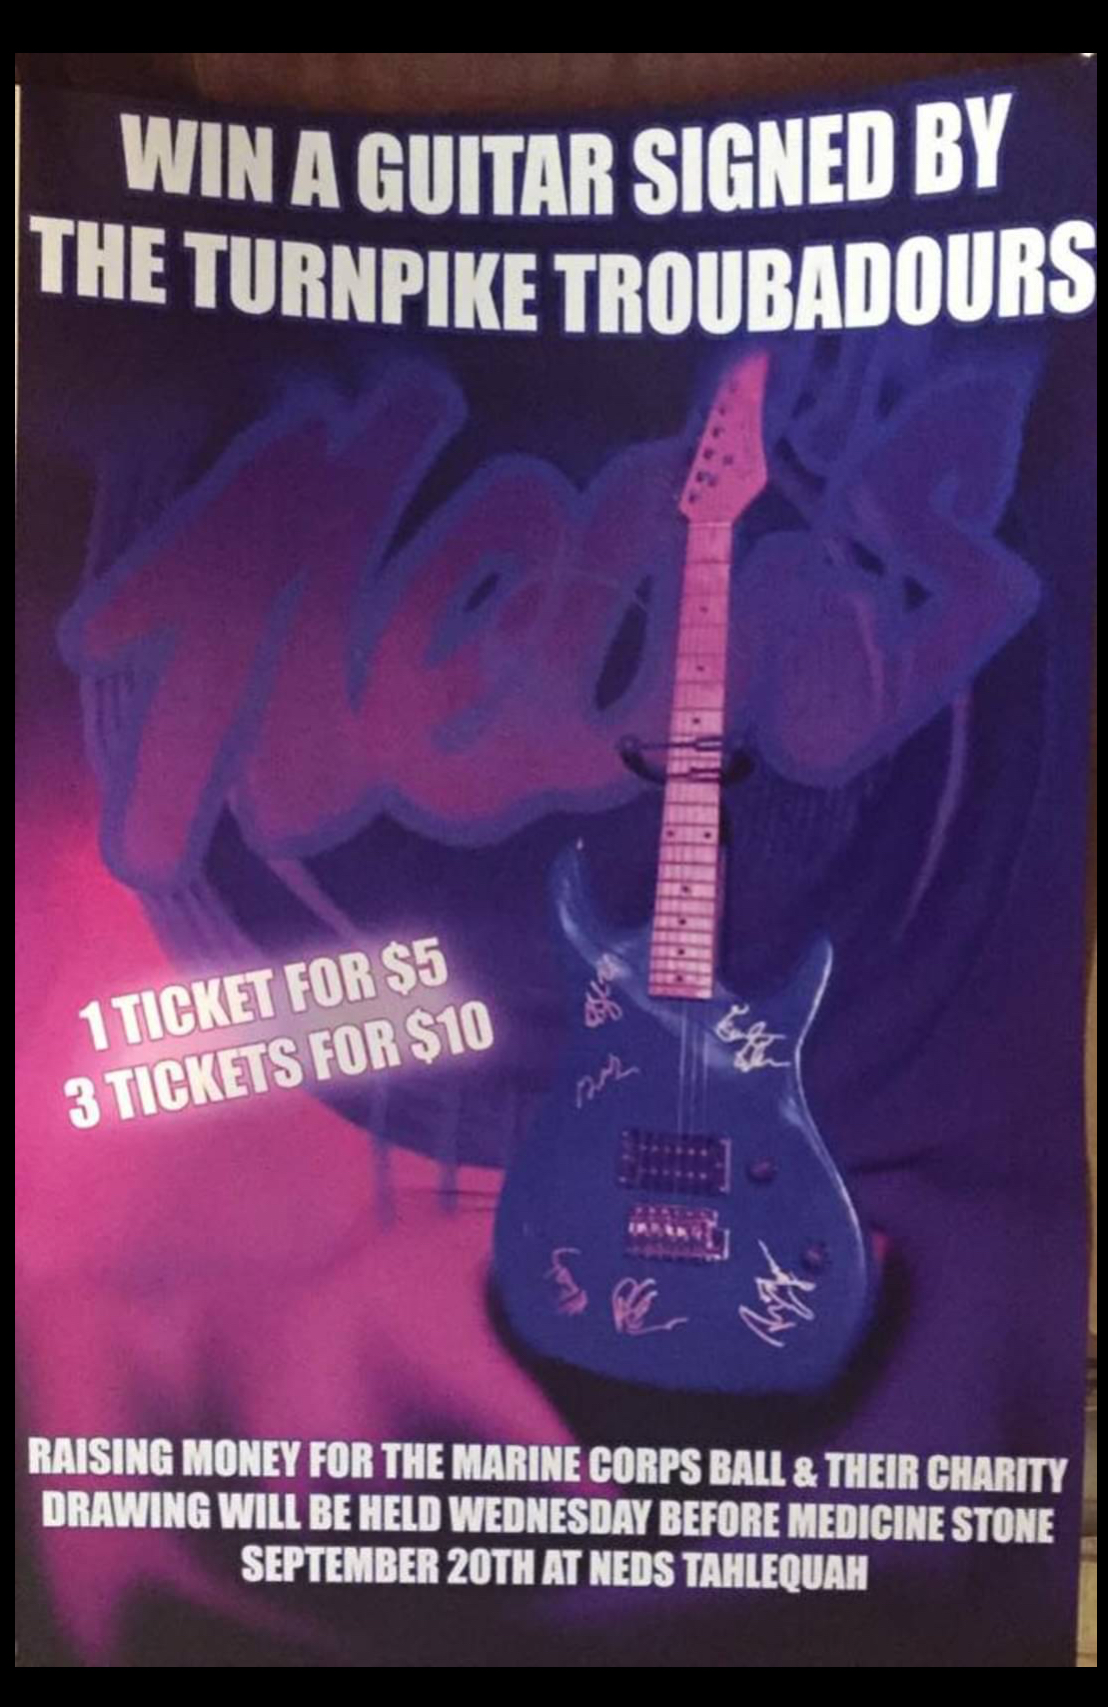 WIN A GUITAR SIGNED BY
THE TURNPIKE TROUBADOURS
Ned's
1 TICKET FOR $5
3 TICKETS FOR $10
RAISING MONEY FOR THE MARINE CORPS BALL & THEIR CHARITY
DRAWING WILL BE HELD WEDNESDAY BEFORE MEDICINE STONE
SEPTEMBER 20TH AT NEDS TAHLEQUAH